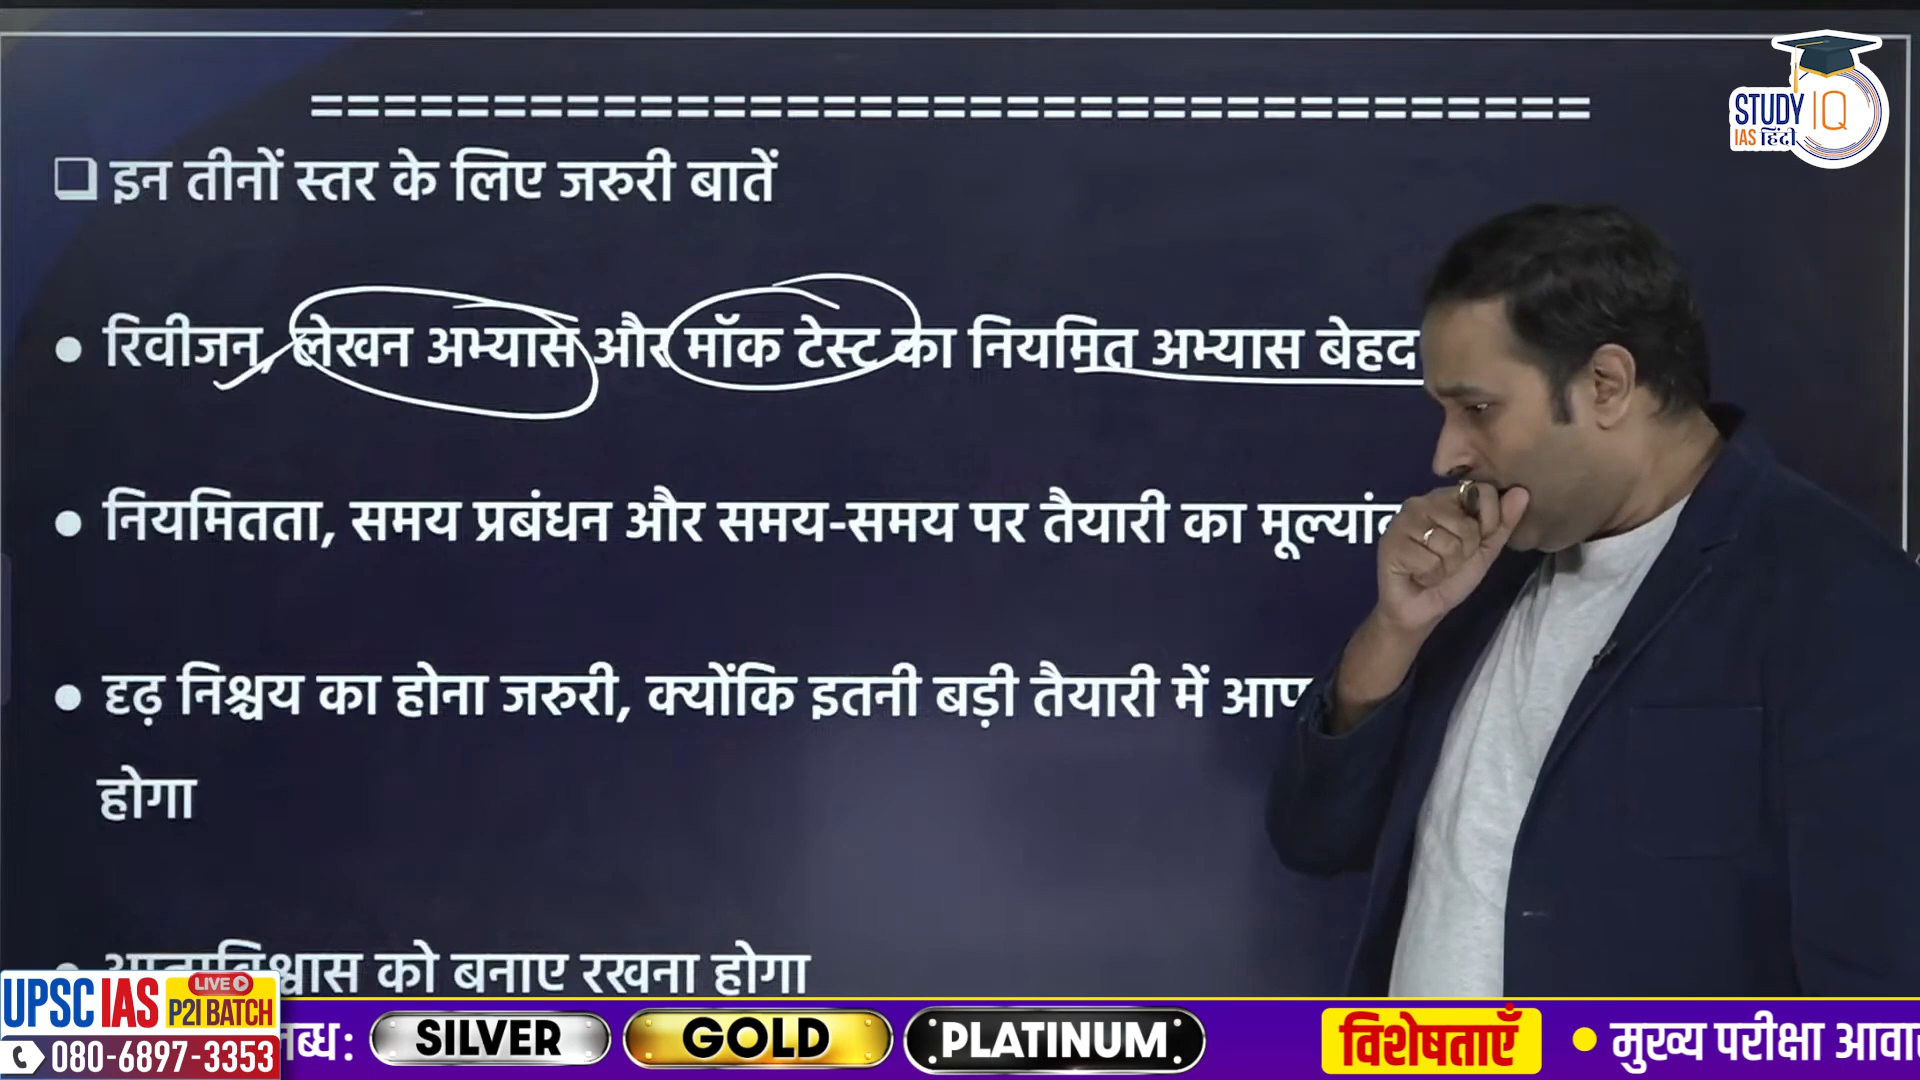 STUDY IQ
IAS हिंदी
====================================
इन तीनों स्तर के लिए जरुरी बातें
• रिवीजन, लेखन अभ्यास और मॉक टेस्ट का नियमित अभ्यास बेहद
• नियमितता, समय प्रबंधन और समय-समय पर तैयारी का
• दृढ़ निश्चय का होना जरुरी, क्योंकि इतनी बड़ी तैयारी में
होगा
• आत्मविश्वास को बनाए रखना होगा
UPSC IAS LIVE P2I BATCH
080-6897-3353
SILVER GOLD PLATINUM विशेषताएँ • मुख्य परीक्षा